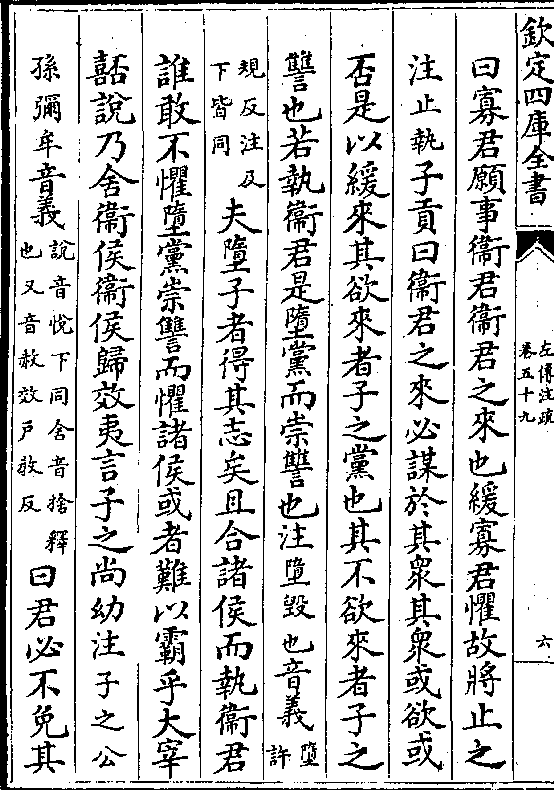 欽定四庫全書
左傳注疏
卷五十九
六
曰寡君願事衛君衛君之來也緩寡君懼故將止之
注止執子貢曰衛君之來必謀於其衆其衆或欲或
否是以緩來其欲來者子之黨也其不欲來者子之
讐也若執衛君是墮黨而崇讐也注墮毀也音義墮許
規反注及下皆同夫墮子者得其志矣且合諸侯而執衛君
誰敢不懼墮黨崇讐而懼諸侯或者難以霸乎大宰
嚭說乃舍衛侯衛侯歸效夷言子之尚幼注子之公
孫彌牟音義說音悅下同舍音捨釋也又音赦效戸教反曰君必不免其